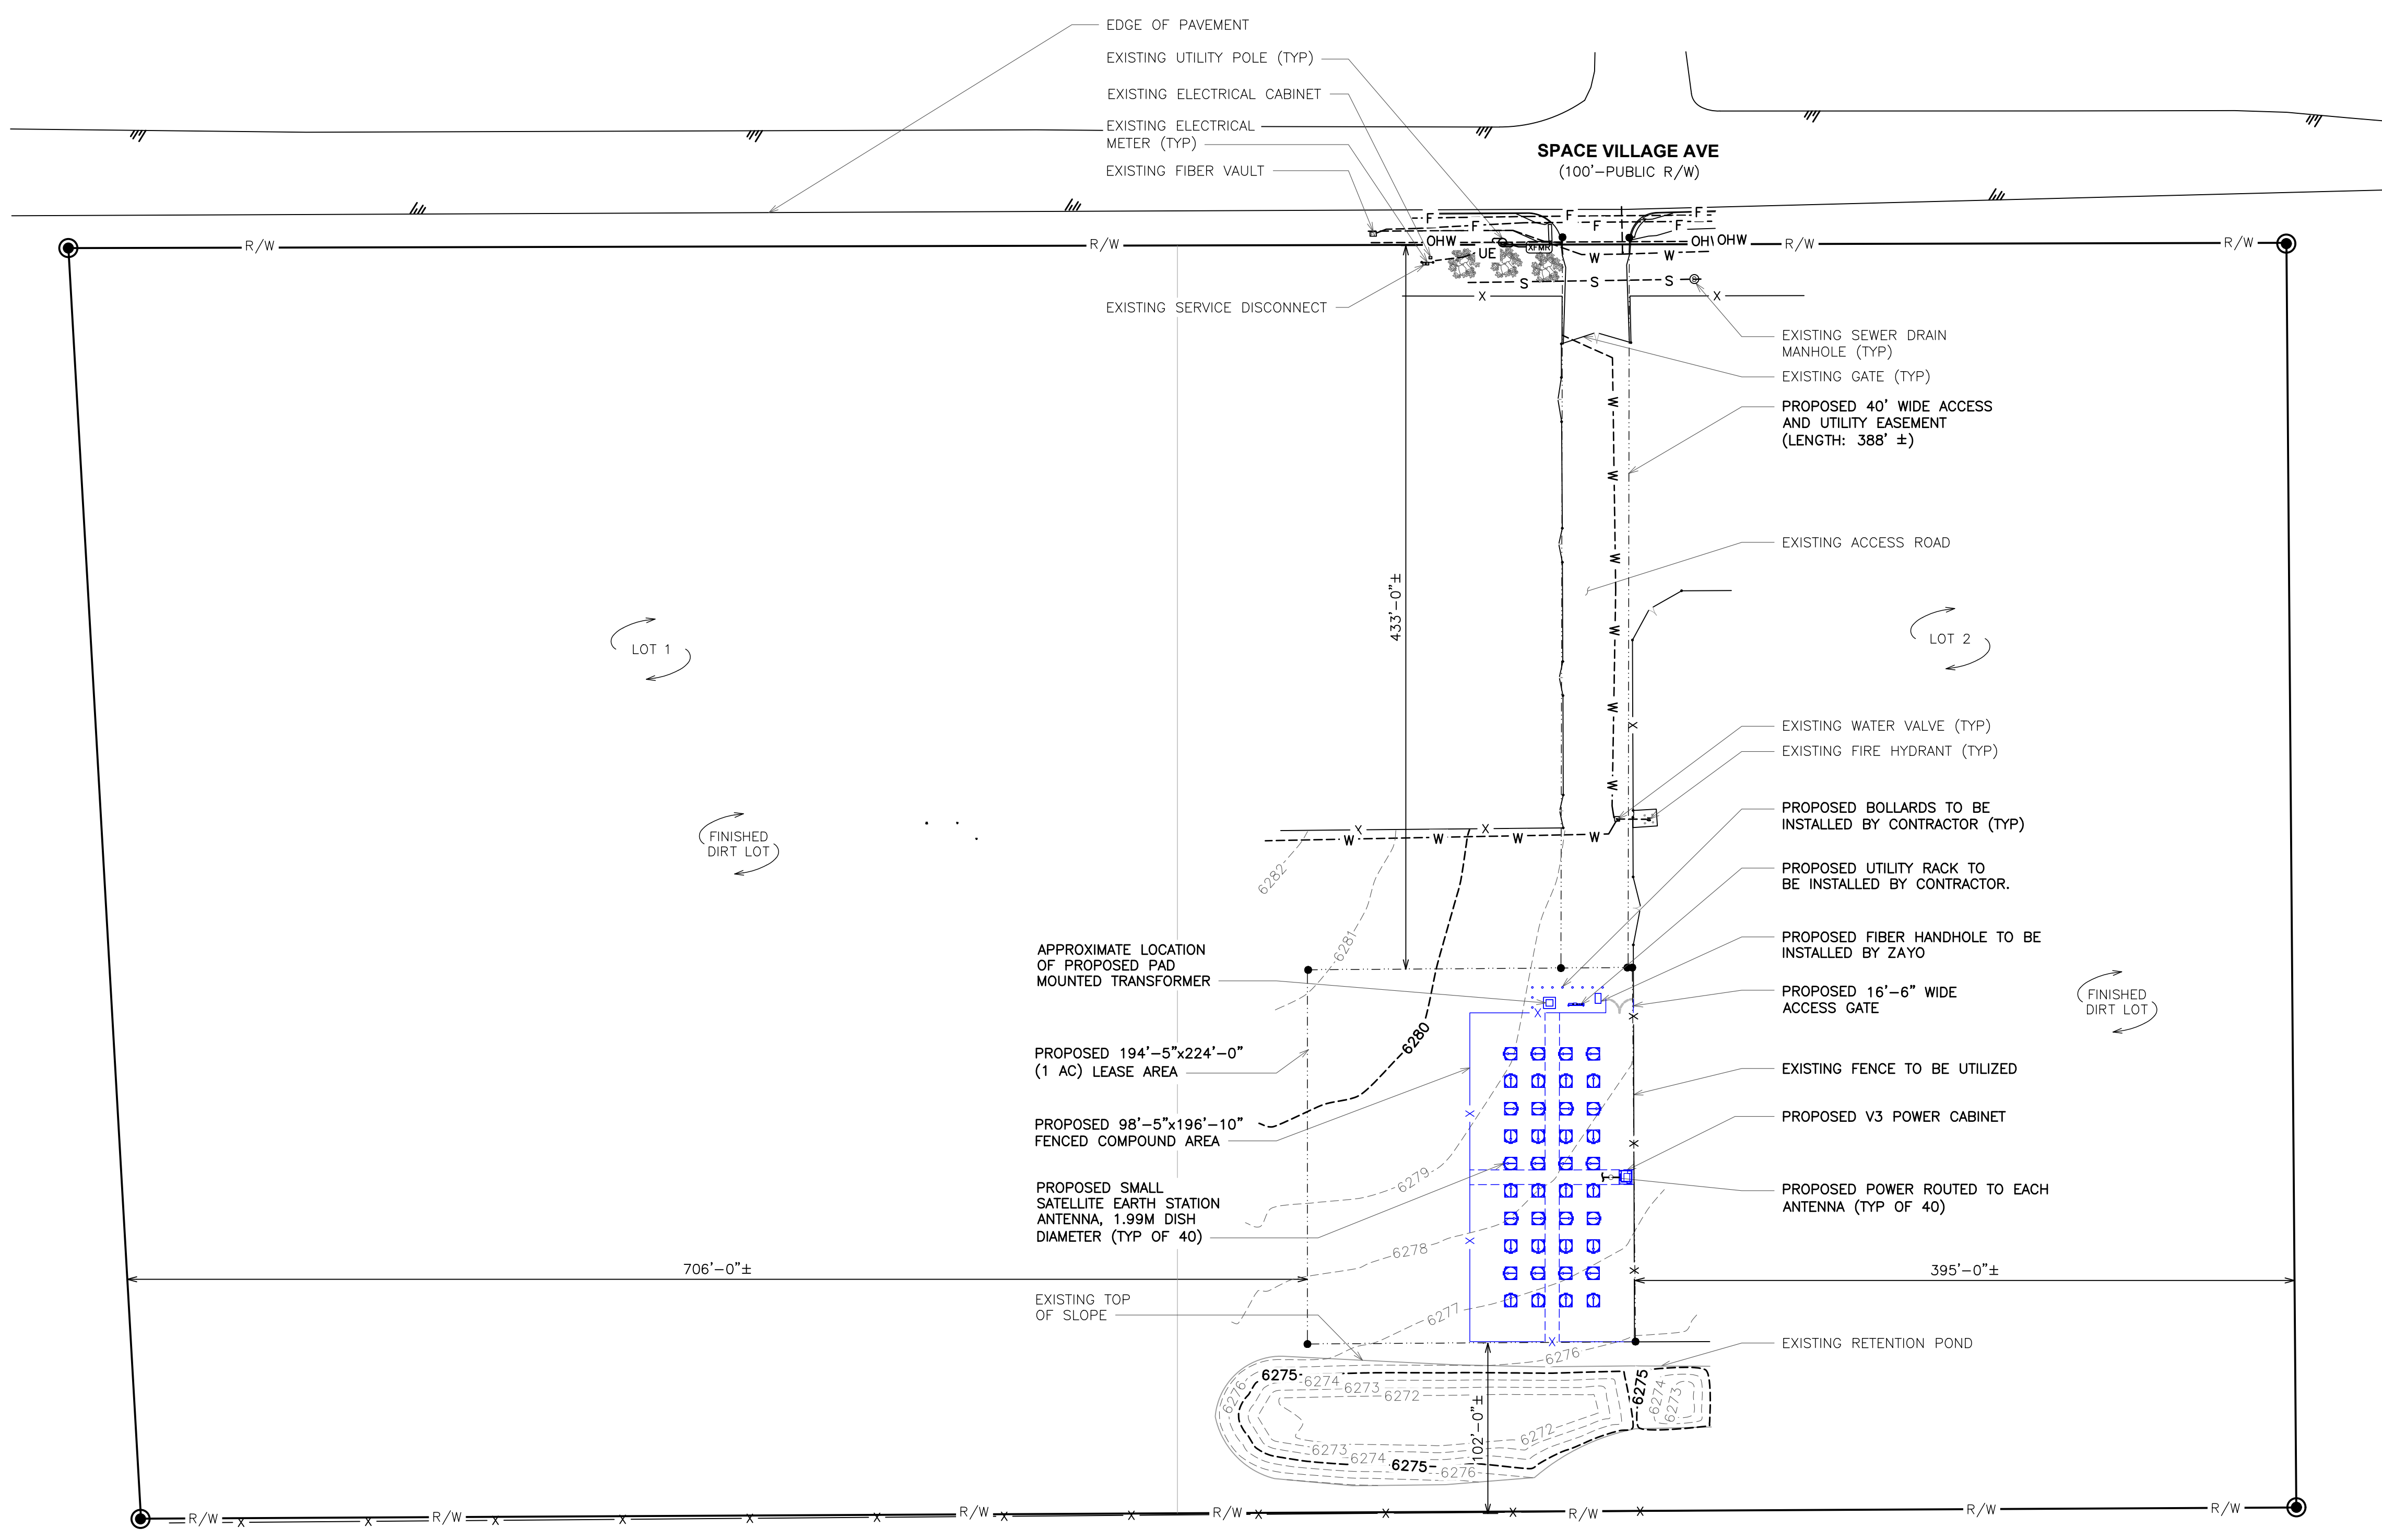 EDGE OF PAVEMENT
EXISTING UTILITY POLE (TYP)
EXISTING ELECTRICAL CABINET
EXISTING ELECTRICAL
METER (TYP)
EXISTING FIBER VAULT
SPACE VILLAGE AVE
(100'-PUBLIC R/W)
F
F
F
F
F
F
R/W
R/W
OHW
XFMR
OHW
OHW
R/W
R/W
UE
W
W
S
S
S
X
X
EXISTING SERVICE DISCONNECT
EXISTING SEWER DRAIN
MANHOLE (TYP)
EXISTING GATE (TYP)
PROPOSED 40' WIDE ACCESS
AND UTILITY EASEMENT
(LENGTH: 388' ±)
W
W
W
W
W
W
EXISTING ACCESS ROAD
433'-0"±
LOT 1
LOT 2
X
EXISTING WATER VALVE (TYP)
EXISTING FIRE HYDRANT (TYP)
PROPOSED BOLLARDS TO BE
INSTALLED BY CONTRACTOR (TYP)
FINISHED
DIRT LOT
X
X
W
W
W
W
6282
PROPOSED UTILITY RACK TO
BE INSTALLED BY CONTRACTOR.
6281
PROPOSED FIBER HANDHOLE TO BE
INSTALLED BY ZAYO
APPROXIMATE LOCATION
OF PROPOSED PAD
MOUNTED TRANSFORMER
PROPOSED 16'-6" WIDE
ACCESS GATE
FINISHED
DIRT LOT
X
X
6280
PROPOSED 194'-5"x224'-0"
(1 AC) LEASE AREA
EXISTING FENCE TO BE UTILIZED
PROPOSED 98'-5"x196'-10"
FENCED COMPOUND AREA
X
PROPOSED V3 POWER CABINET
X
6279
PROPOSED SMALL
SATELLITE EARTH STATION
ANTENNA, 1.99M DISH
DIAMETER (TYP OF 40)
PROPOSED POWER ROUTED TO EACH
ANTENNA (TYP OF 40)
X
6278
706'-0"±
X
395'-0"±
EXISTING TOP
OF SLOPE
6277
X
EXISTING RETENTION POND
6276
6275
6274
6273
6272
6276
6275
6274
6273
102'-0"±
6272
6273
6274
6275
6276
R/W
X
X
R/W
X
X
X
X
R/W
X
X
R/W
X
X
X
R/W
X
R/W
R/W